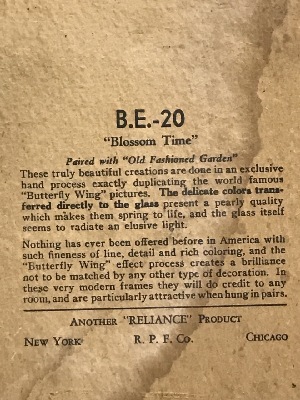 B.E.-20
"Blossom Time"
Paired with "Old Fashioned Garden"
These truly beautiful creations are done in an exclusive
hand process exactly duplicating the world famous
"Butterfly Wing" pictures. The delicate colors trans-
ferred directly to the glass present a pearly quality
which makes them spring to life, and the glass itself
seems to radiate an elusive light.
Nothing has ever been offered before in America with
such fineness of line, detail and rich coloring, and the
"Butterfly Wing" effect process creates a brilliance
not to be matched by any other type of decoration. In
these very modern frames they will do credit to any
room, and are particularly attractive when hung in pairs.
ANOTHER "RELIANCE" PRODUCT
NEW YORK R. P. F. CO. CHICAGO